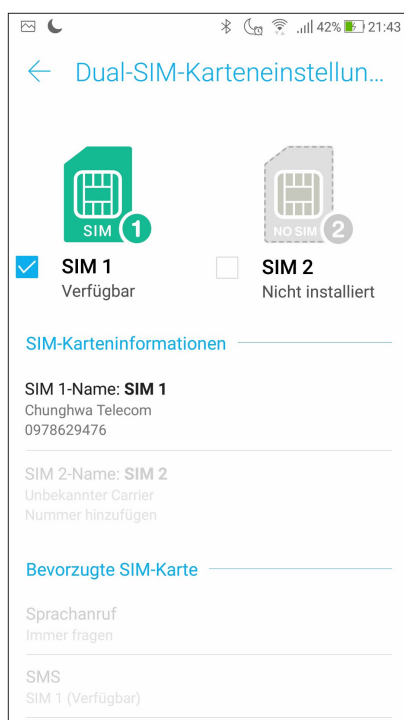 42% 21:43
Dual-SIM-Karteneinstellun...
SIM 1
NO SIM 2
SIM 1
Verfügbar
SIM 2
Nicht installiert
SIM-Karteninformationen
SIM 1-Name: SIM 1
Chunghwa Telecom
0978629476
SIM 2-Name: SIM 2
Unbekannter Carrier
Nummer hinzufügen
Bevorzugte SIM-Karte
Sprachanruf
Immer fragen
SMS
SIM 1 (Verfügbar)